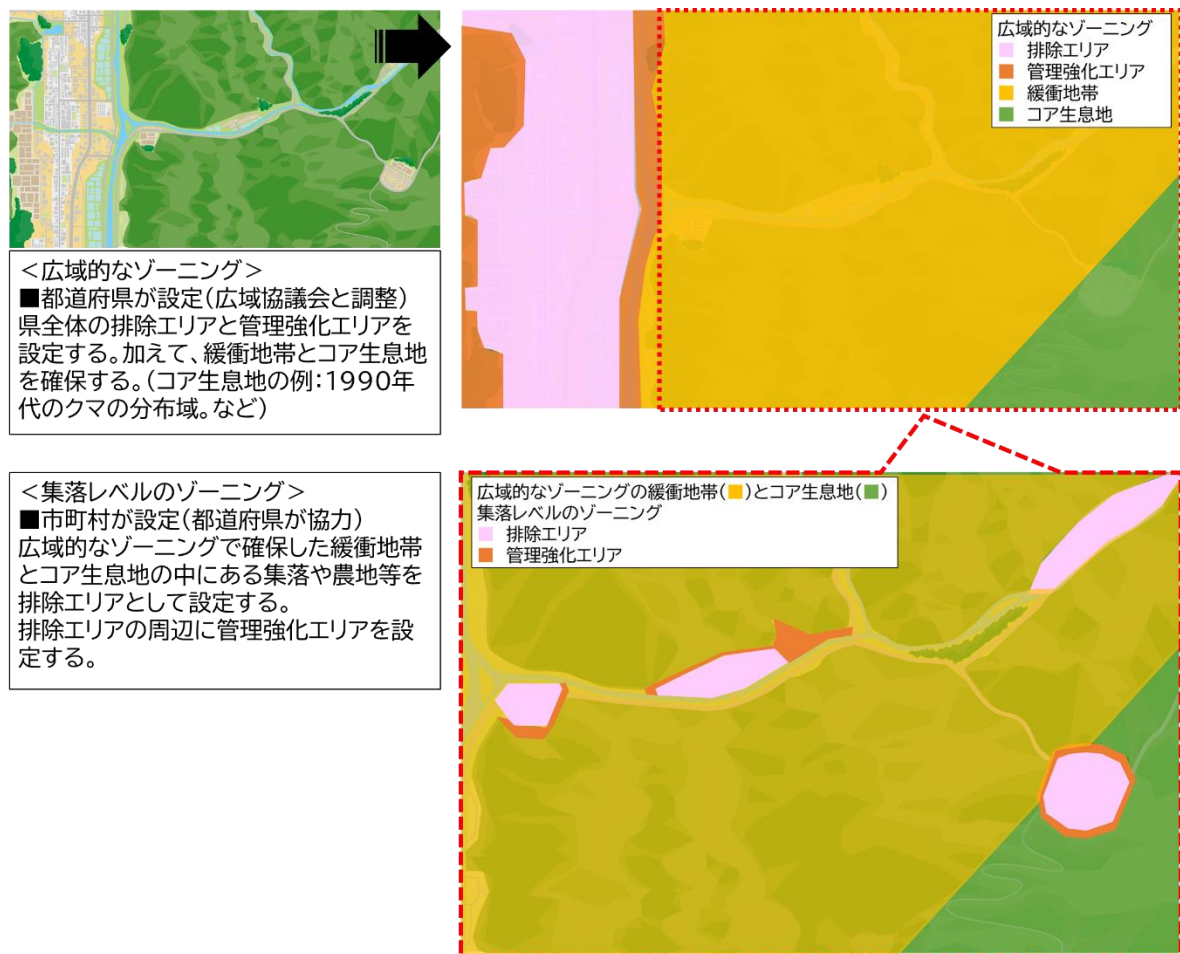 広域的なゾーニング
排除エリア
管理強化エリア
緩衝地帯
コア生息地
＜広域的なゾーニング＞
■都道府県が設定(広域協議会と調整)
県全体の排除エリアと管理強化エリアを
設定する。加えて、緩衝地帯とコア生息地
を確保する。(コア生息地の例:1990年
代のクマの分布域。など)
＜集落レベルのゾーニング＞
■市町村が設定(都道府県が協力)
広域的なゾーニングで確保した緩衝地帯
とコア生息地の中にある集落や農地等を
排除エリアとして設定する。
排除エリアの周辺に管理強化エリアを設
定する。
広域的なゾーニングの緩衝地帯(■)とコア生息地(■)
集落レベルのゾーニング
排除エリア
管理強化エリア